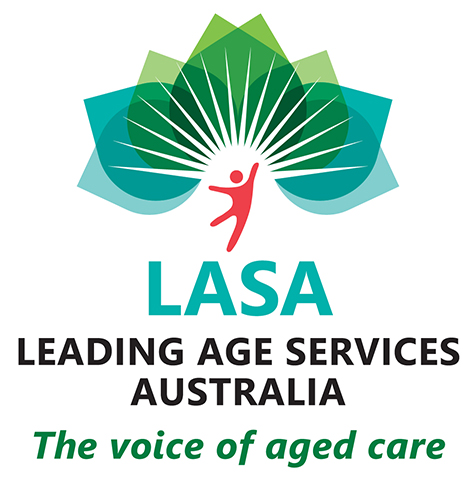 LASA
LEADING AGE SERVICES
AUSTRALIA
The voice of aged care